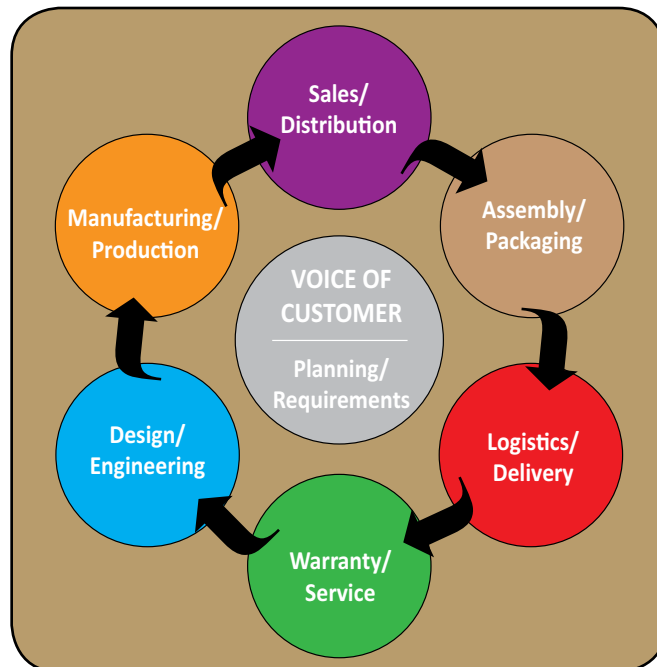 Sales/
Distribution
Assembly/
Packaging
Logistics/
Delivery
Warranty/
Service
Design/
Engineering
Manufacturing/
Production
VOICE OF
CUSTOMER
Planning/
Requirements